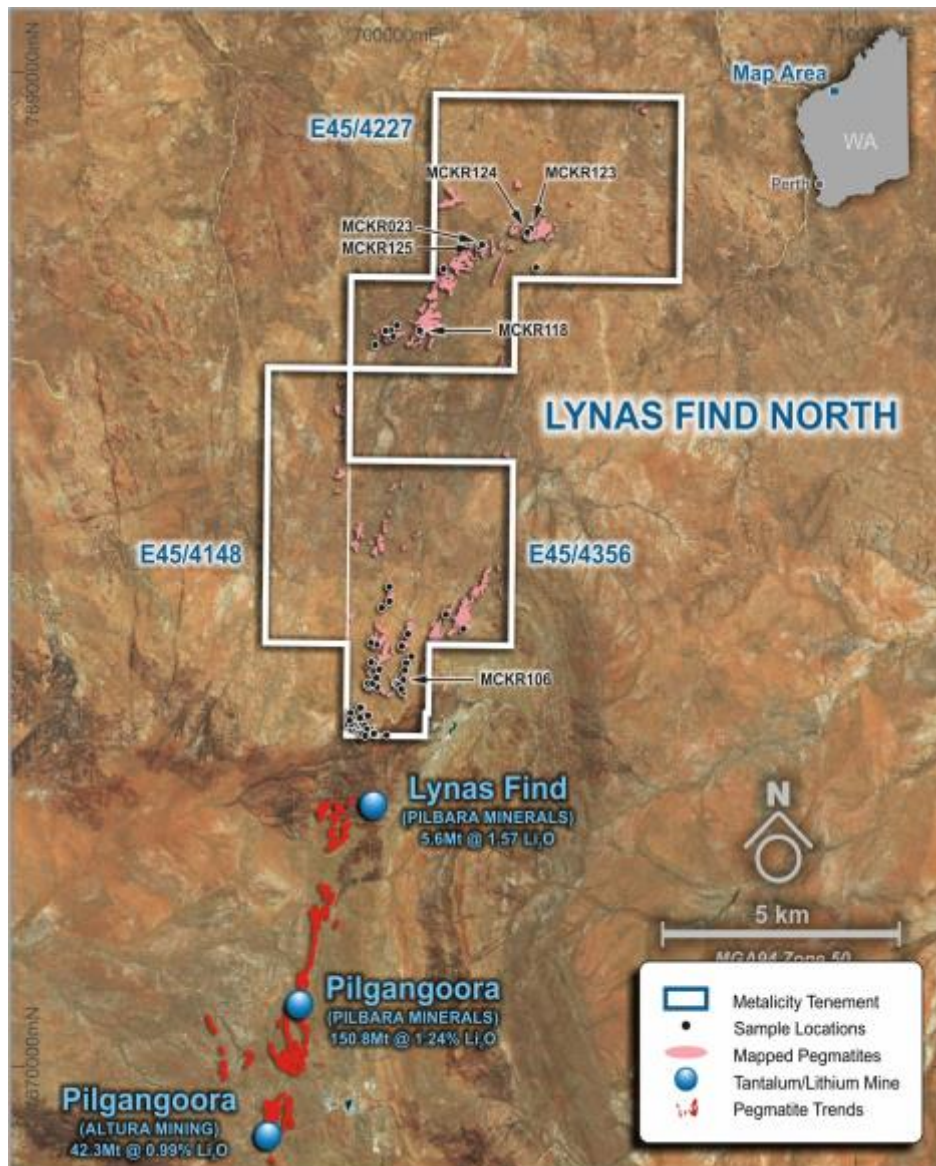 700000mE
7690000mN
Map Area
WA
Perth
E45/4227
MCKR124
MCKR123
MCKR023
MCKR125
MCKR118
LYNAS FIND NORTH
E45/4148
E45/4356
MCKR106
Lynas Find
(PILBARA MINERALS)
5.6Mt @ 1.57 Li₂O
N
5 km
MGA94 Zone 50
Pilgangoora
(PILBARA MINERALS)
150.8Mt @ 1.24% Li₂O
7670000mN
Pilgangoora
(ALTURA MINING)
42.3Mt @ 0.99% Li₂O
Metalicity Tenement
Sample Locations
Mapped Pegmatites
Tantalum/Lithium Mine
Pegmatite Trends